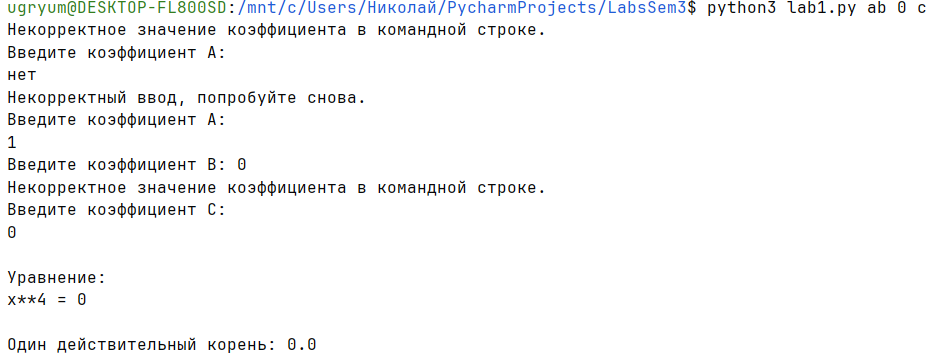 ugryum@DESKTOP-FL800SD:/mnt/c/Users/Николай/PycharmProjects/LabsSem3$ python3 lab1.py ab 0 c
Некорректное значение коэффициента в командной строке.
Введите коэффициент A:
нет
Некорректный ввод, попробуйте снова.
Введите коэффициент A:
1
Введите коэффициент B: 0
Некорректное значение коэффициента в командной строке.
Введите коэффициент C:
0
Уравнение:
x**4 = 0
Один действительный корень: 0.0